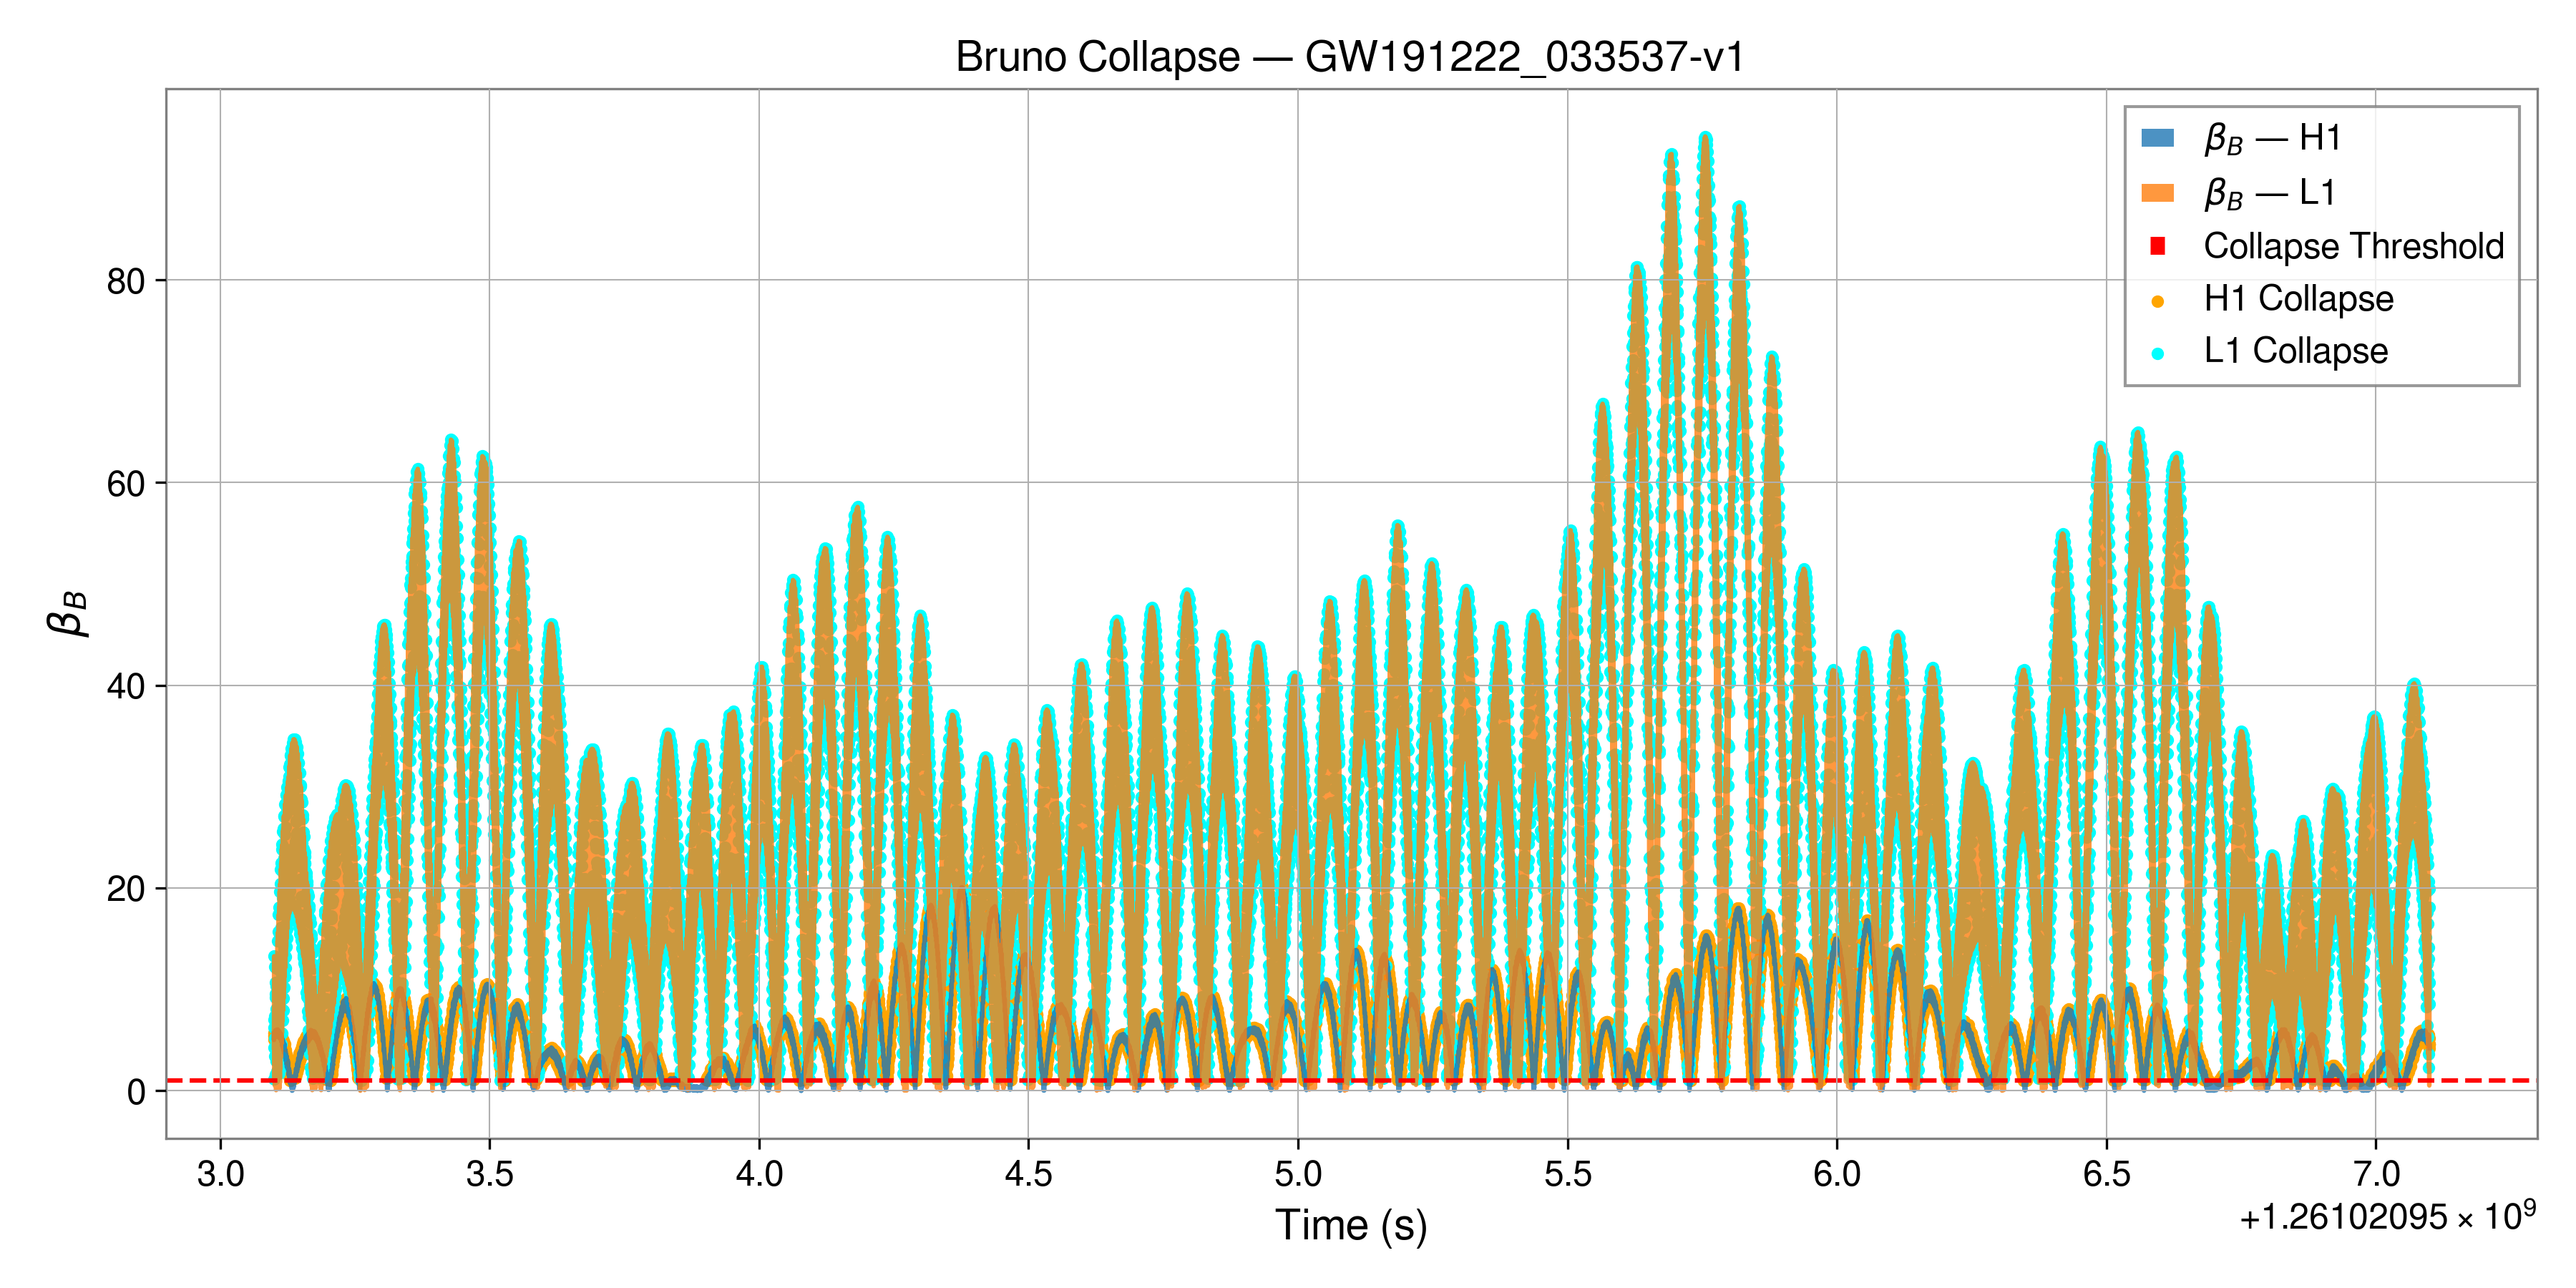 Bruno Collapse — GW191222_033537-v1
β_B — H1
β_B — L1
Collapse Threshold
H1 Collapse
L1 Collapse
80
60
40
20
0
β_B
3.0 3.5 4.0 4.5 5.0 5.5 6.0 6.5 7.0
+1.26102095 × 10⁹
Time (s)